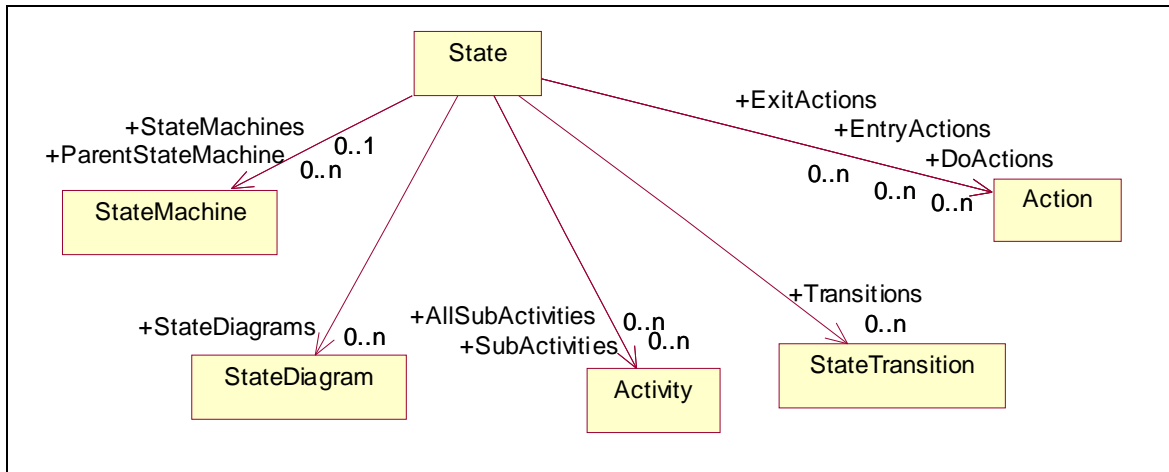 State
+StateMachines
0..1
+ParentStateMachine
0..n
StateMachine
+ExitActions
+EntryActions
+DoActions
0..n
0..n
0..n
Action
+StateDiagrams
0..n
StateDiagram
+AllSubActivities
0..n
+SubActivities
0..n
Activity
+Transitions
0..n
StateTransition